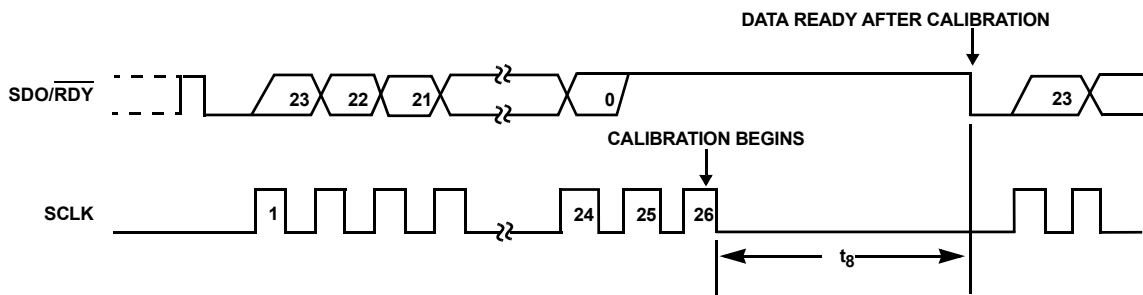 DATA READY AFTER CALIBRATION
SDO/RDY
23
22
21
0
23
CALIBRATION BEGINS
SCLK
1
24
25
26
t8